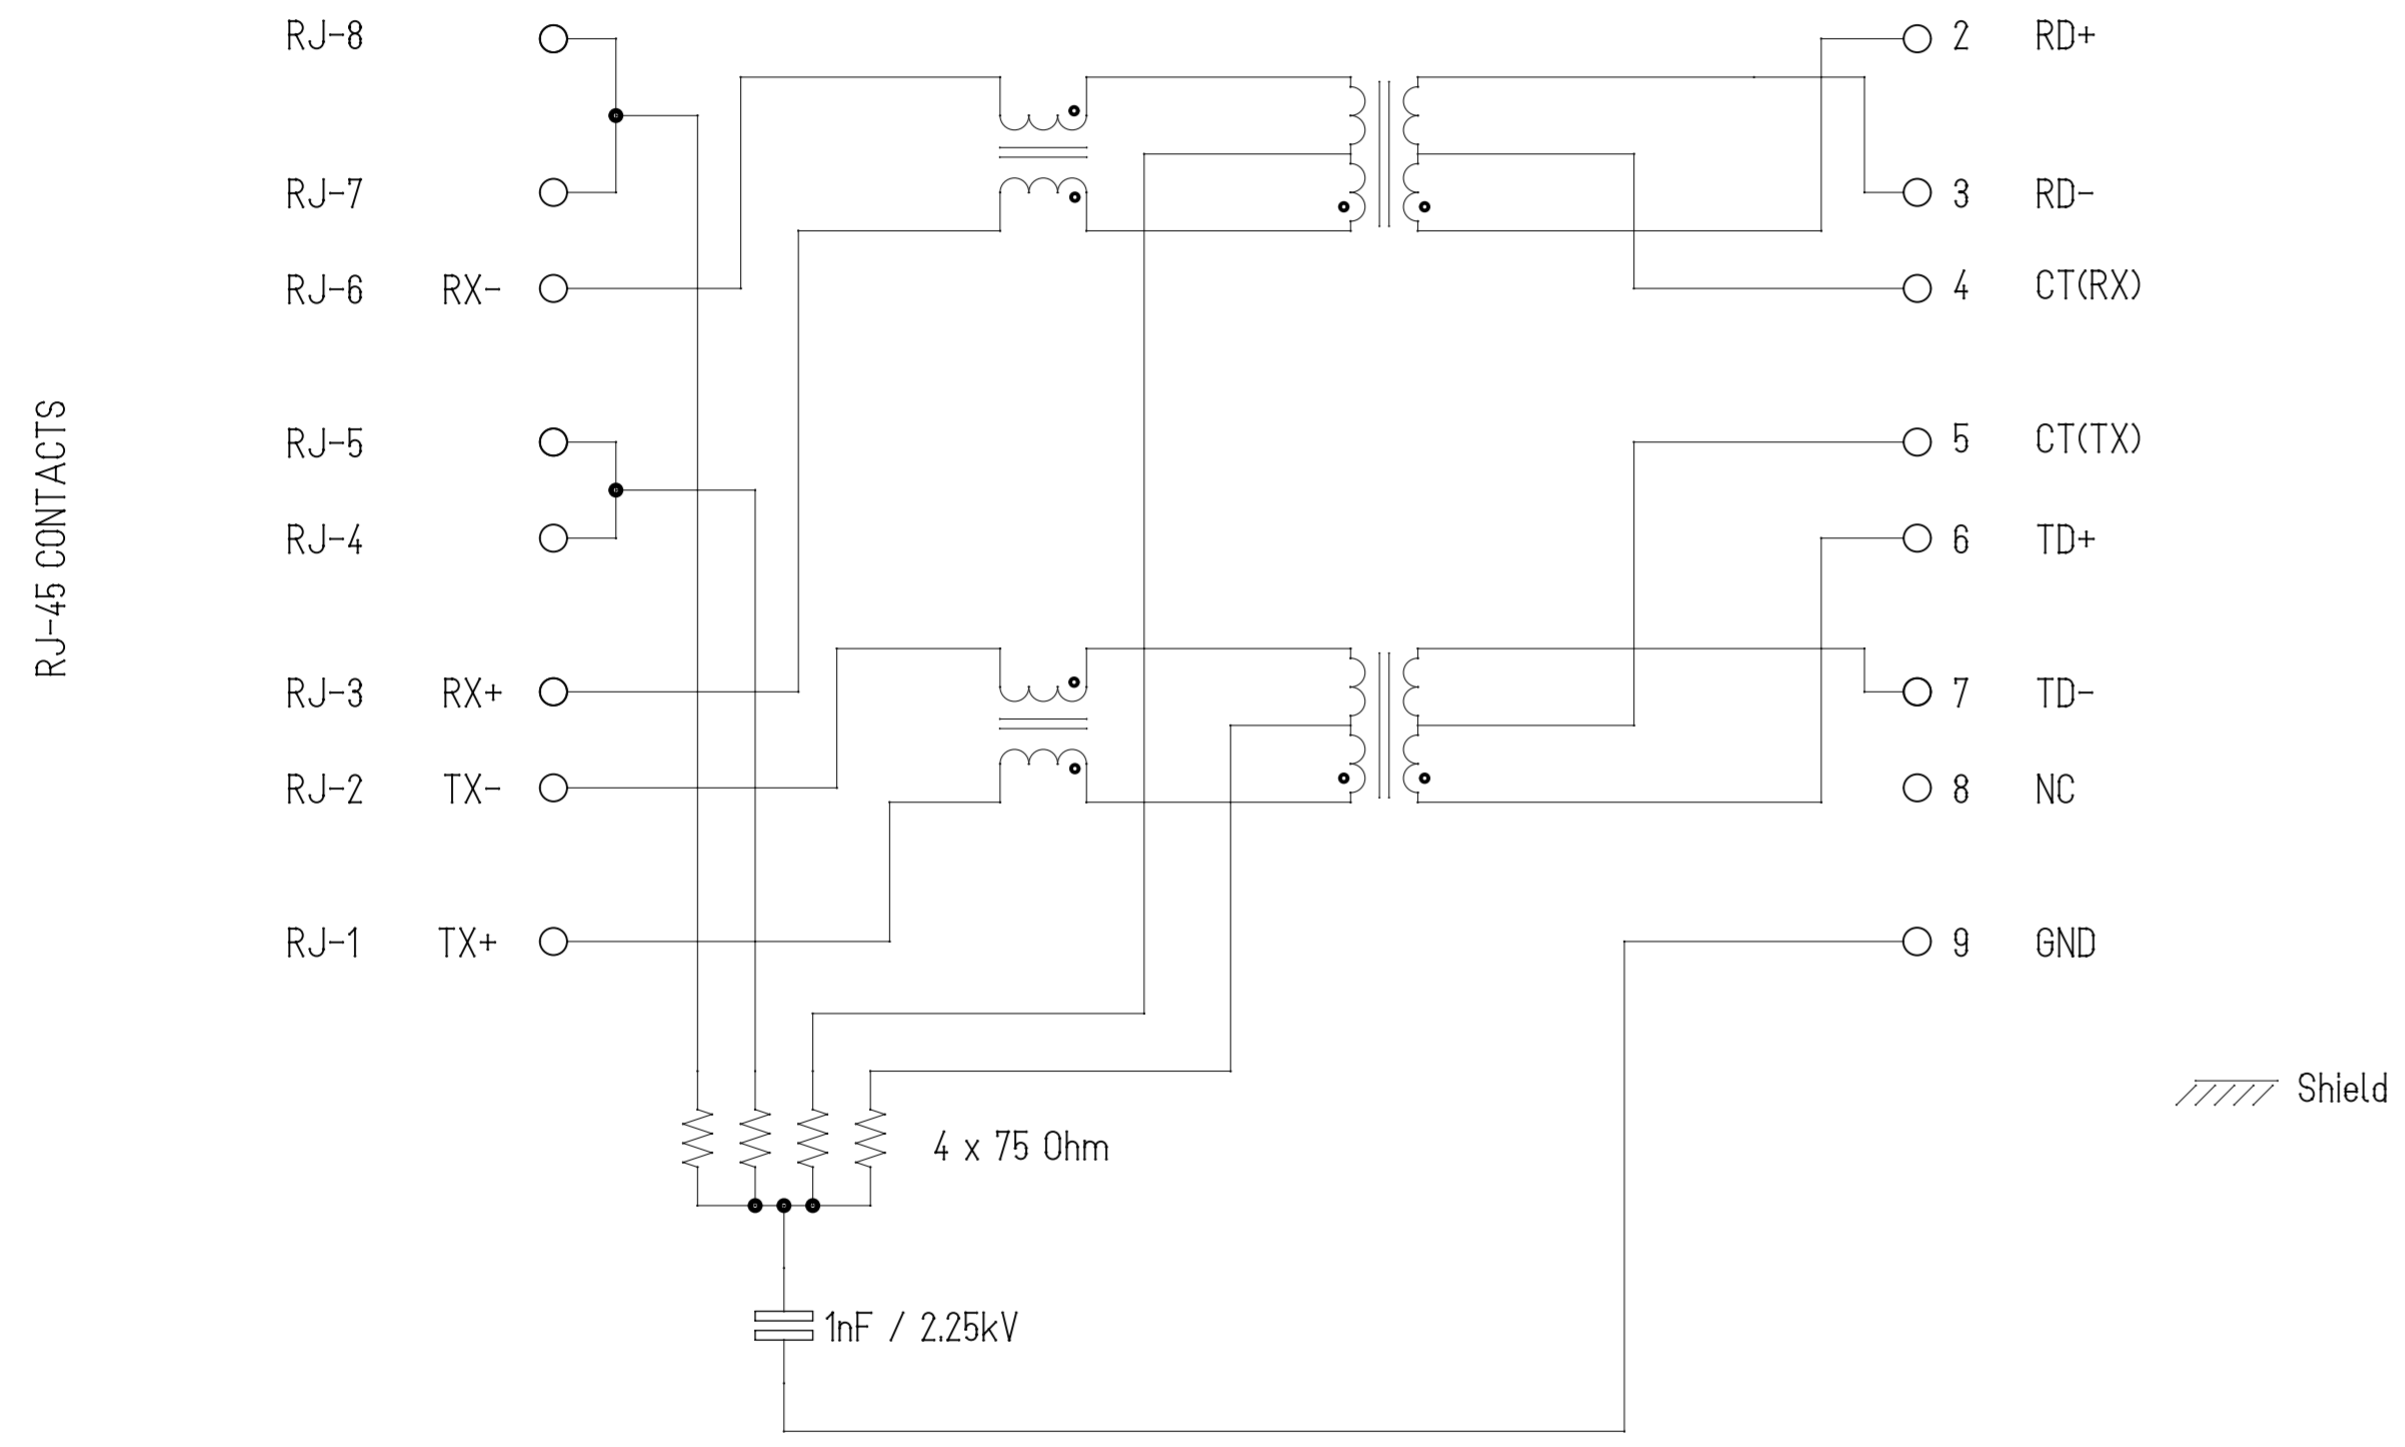 RJ-45 CONTACTS
RJ-8 2 RD+
RJ-7 3 RD-
RJ-6 RX- 4 CT(RX)
RJ-5 5 CT(TX)
RJ-4 6 TD+
RJ-3 RX+ 7 TD-
RJ-2 TX- 8 NC
RJ-1 TX+ 9 GND
Shield
4 x 75 Ohm
1nF / 2.25kV